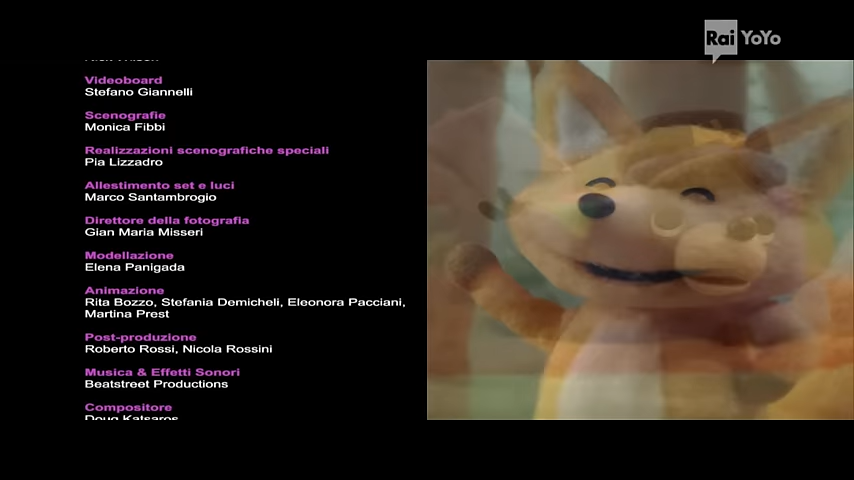 Rai YoYo
Videoboard
Stefano Giannelli
Scenografie
Monica Fibbi
Realizzazioni scenografiche speciali
Pia Lizzadro
Allestimento set e luci
Marco Santambrogio
Direttore della fotografia
Gian Maria Misseri
Modellazione
Elena Panigada
Animazione
Rita Bozzo, Stefania Demicheli, Eleonora Pacciani,
Martina Prest
Post-produzione
Roberto Rossi, Nicola Rossini
Musica & Effetti Sonori
Beatstreet Productions
Compositore
Doug Katsaros